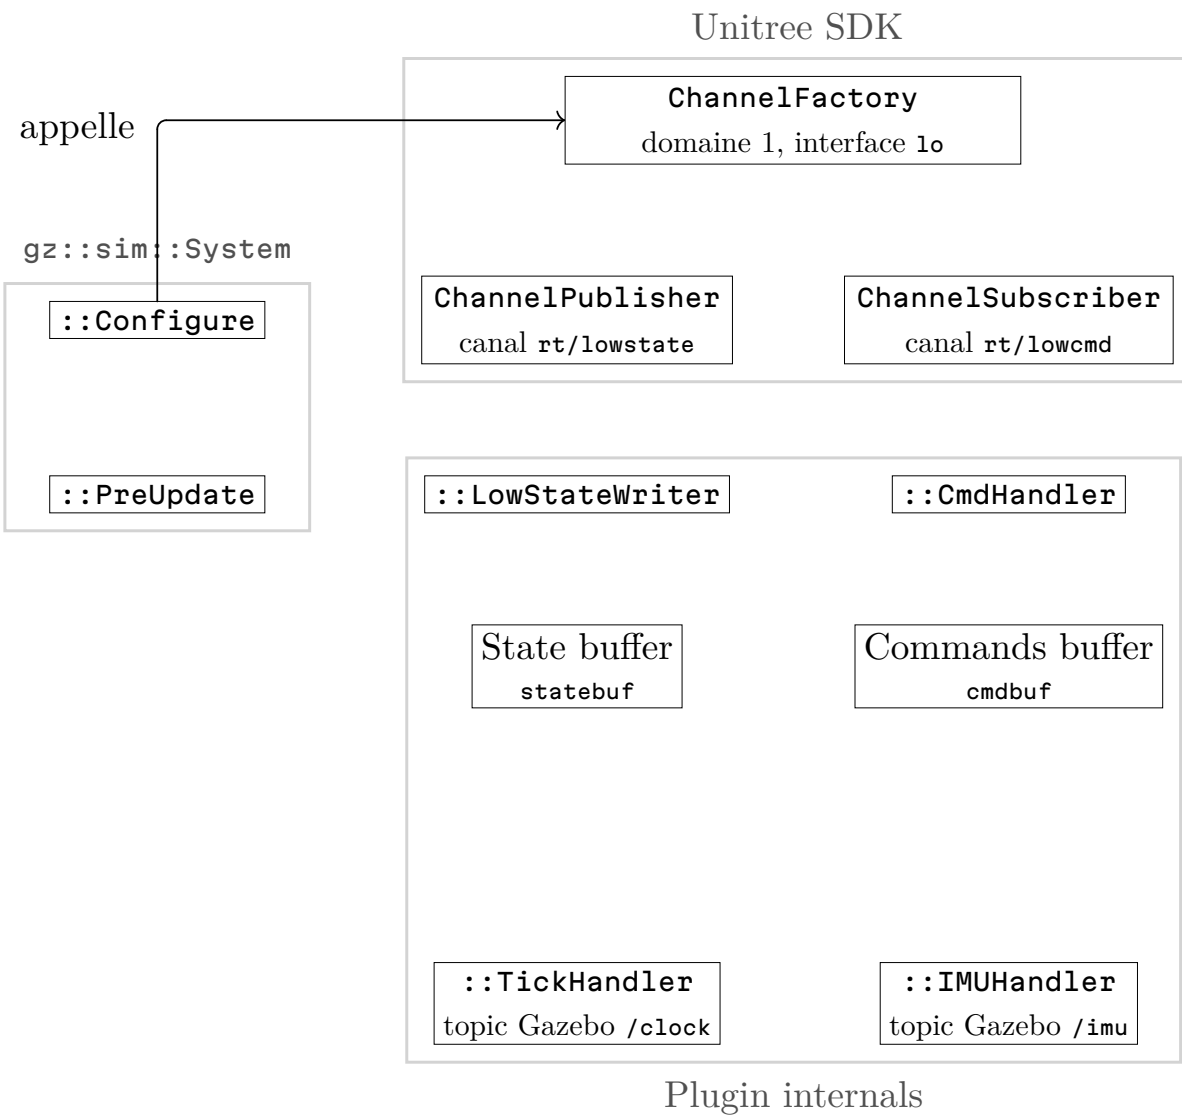 Unitree SDK
ChannelFactory
domaine 1, interface lo
appelle
gz::sim::System
::Configure
ChannelPublisher
canal rt/lowstate
ChannelSubscriber
canal rt/lowcmd
::PreUpdate
::LowStateWriter
::CmdHandler
State buffer
statebuf
Commands buffer
cmdbuf
::TickHandler
topic Gazebo /clock
::IMUHandler
topic Gazebo /imu
Plugin internals